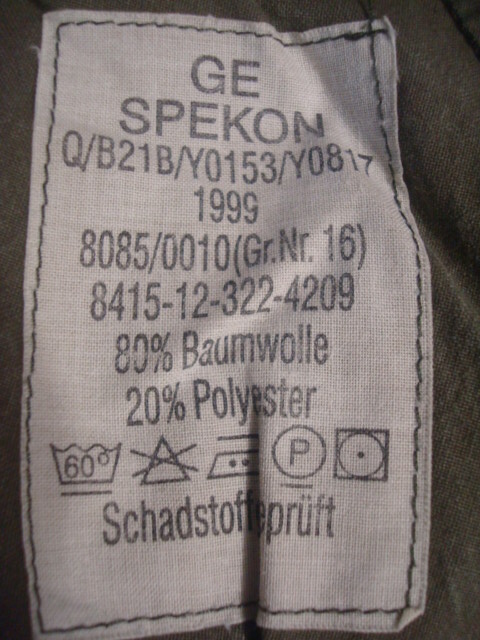 GE
SPEKON
Q/B21B/Y0153/Y0817
1999
8085/0010(Gr.Nr. 16)
8415-12-322-4209
80% Baumwolle
20% Polyester
60° P
Schadstoffgeprüft